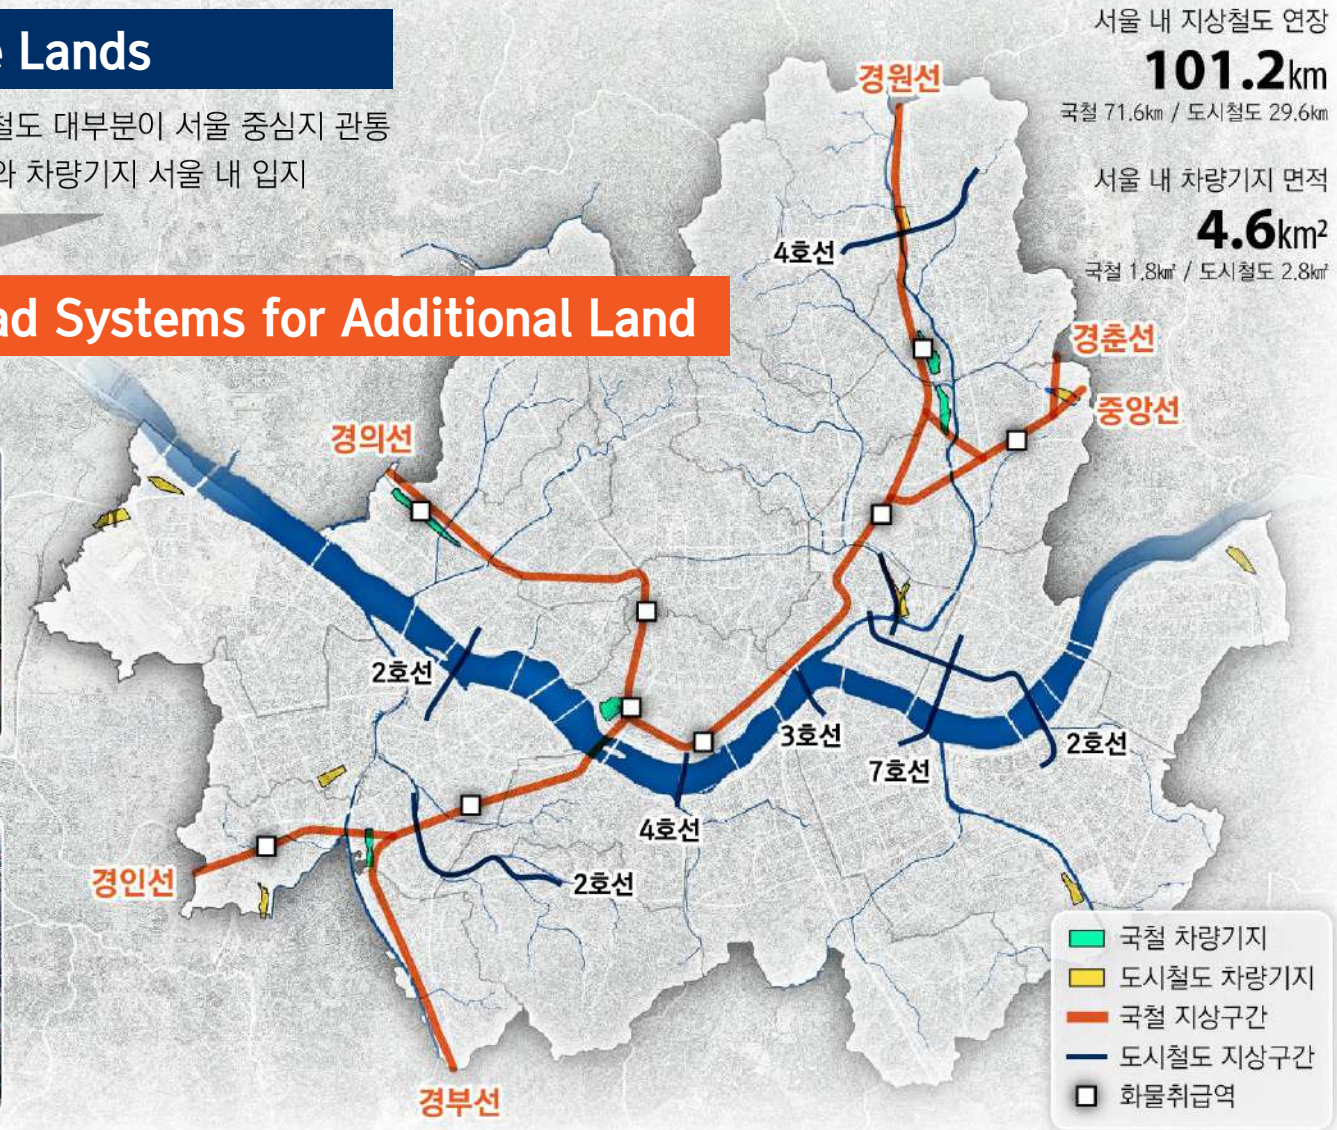 Lands
철도 대부분이 서울 중심지 관통
차량기지 서울 내 입지
Systems for Additional Land
서울 내 지상철도 연장
101.2km
국철 71.6㎞ / 도시철도 29.6㎞
서울 내 차량기지 면적
4.6km²
국철 1.8㎢ / 도시철도 2.8㎢
경원선
4호선
경춘선
중앙선
경의선
2호선
3호선
7호선
2호선
4호선
경인선
2호선
경부선
국철 차량기지
도시철도 차량기지
국철 지상구간
도시철도 지상구간
화물취급역